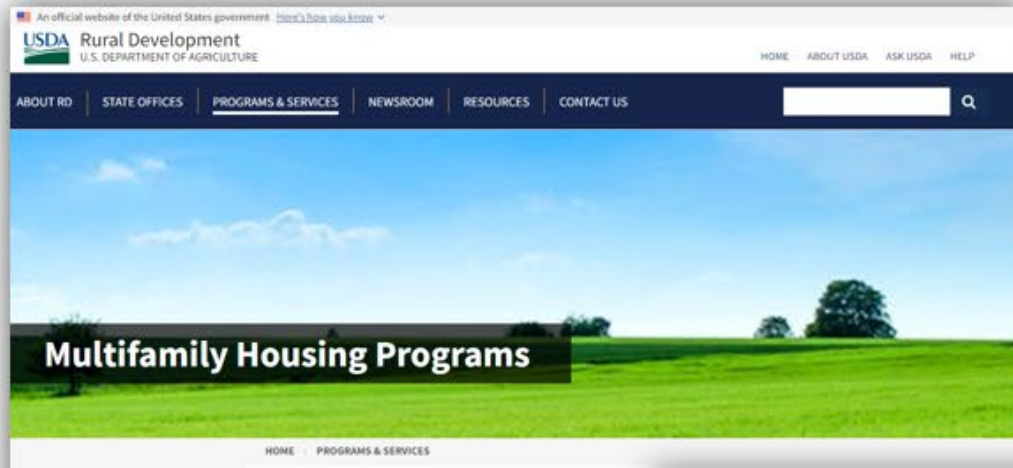 An official website of the United States government Here's how you know
USDA Rural Development
U.S. DEPARTMENT OF AGRICULTURE
HOME ABOUT USDA ASK USDA HELP
ABOUT RD STATE OFFICES PROGRAMS & SERVICES NEWSROOM RESOURCES CONTACT US
Multifamily Housing Programs
HOME PROGRAMS & SERVICES